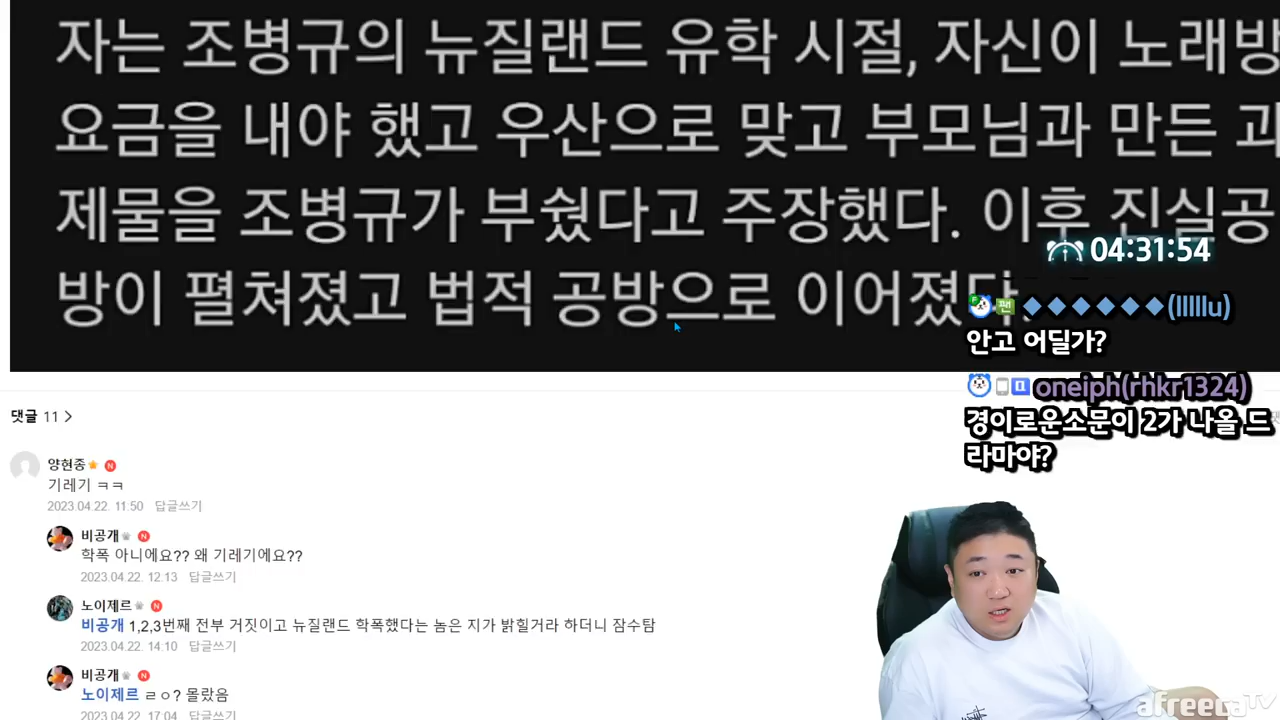 자는 조병규의 뉴질랜드 유학 시절, 자신이 노래방
요금을 내야 했고 우산으로 맞고 부모님과 만든 과
제물을 조병규가 부쉈다고 주장했다. 이후 진실공
방이 펼쳐졌고 법적 공방으로 이어졌다.
04:31:54
팬 ◆◆◆◆◆◆(lllllu)
안고 어딜가?
oneiph(rhkr1324)
경이로운소문이 2가 나올 드
라마야?
댓글 11 >
양현종 N
기레기 ㅋㅋ
2023.04.22. 11:50 답글쓰기
비공개 N
학폭 아니에요?? 왜 기레기에요??
2023.04.22. 12:13 답글쓰기
노이제르 N
비공개 1,2,3번째 전부 거짓이고 뉴질랜드 학폭했다는 놈은 지가 밝힐거라 하더니 잠수탐
2023.04.22. 14:10 답글쓰기
비공개 N
노이제르 ㄹㅇ? 몰랐음
2023.04.22. 17:04 답글쓰기
afreecaTV